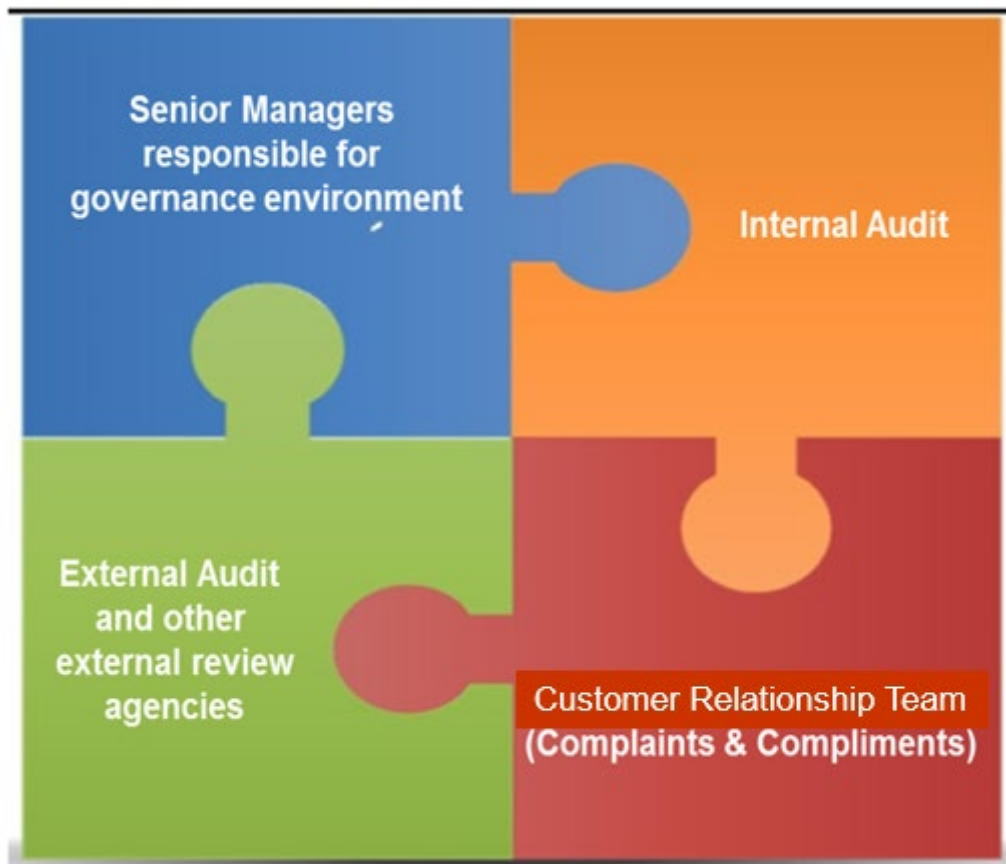 Senior Managers
responsible for
governance environment
Internal Audit
External Audit
and other
external review
agencies
Customer Relationship Team
(Complaints & Compliments)